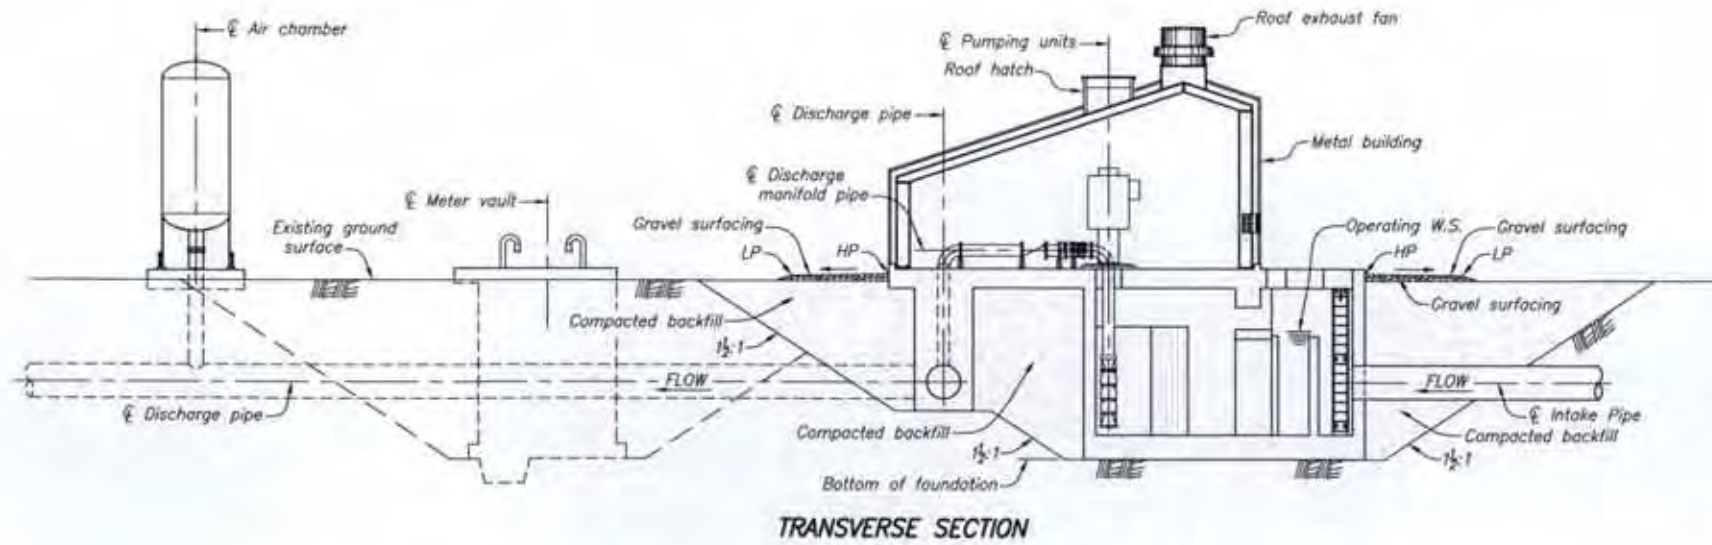 Roof exhaust fan
℄ Air chamber
℄ Pumping units
Roof hatch
℄ Discharge pipe
Metal building
℄ Discharge
manifold pipe
℄ Meter vault
Existing ground
surface
Gravel surfacing
LP
HP
Operating W.S.
HP
Gravel surfacing
LP
Gravel surfacing
Compacted backfill
1½:1
FLOW
FLOW
℄ Discharge pipe
℄ Intake Pipe
Compacted backfill
Compacted backfill
1½:1
1½:1
Bottom of foundation
TRANSVERSE SECTION